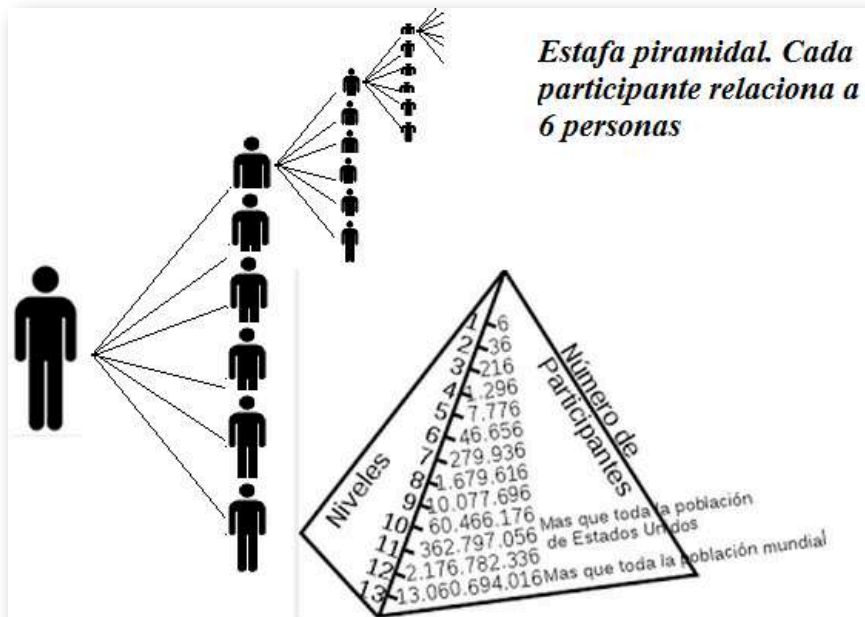 Estafa piramidal. Cada
participante relaciona a
6 personas
Niveles
Número de
Participantes
1 6
2 36
3 216
4 1.296
5 7.776
6 46.656
7 279.936
8 1.679.616
9 10.077.696
10 60.466.176
11 362.797.056 Mas que toda la población
de Estados Unidos
12 2.176.782.336
13 13.060.694.016 Mas que toda la población mundial